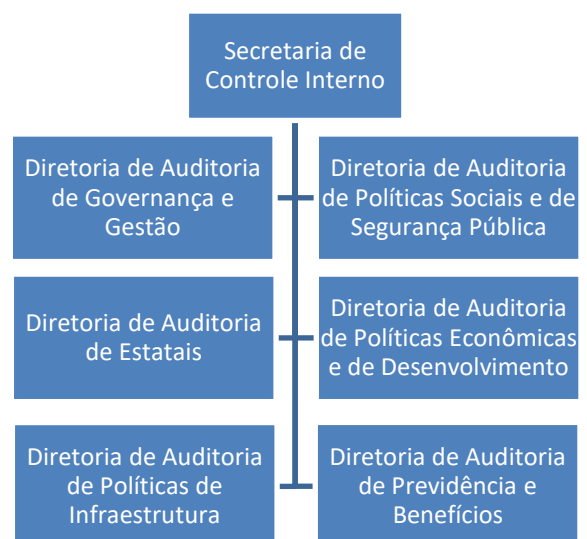 Secretaria de
Controle Interno
Diretoria de Auditoria
de Governança e
Gestão
Diretoria de Auditoria
de Políticas Sociais e de
Segurança Pública
Diretoria de Auditoria
de Estatais
Diretoria de Auditoria
de Políticas Econômicas
e de Desenvolvimento
Diretoria de Auditoria
de Políticas de
Infraestrutura
Diretoria de Auditoria
de Previdência e
Benefícios